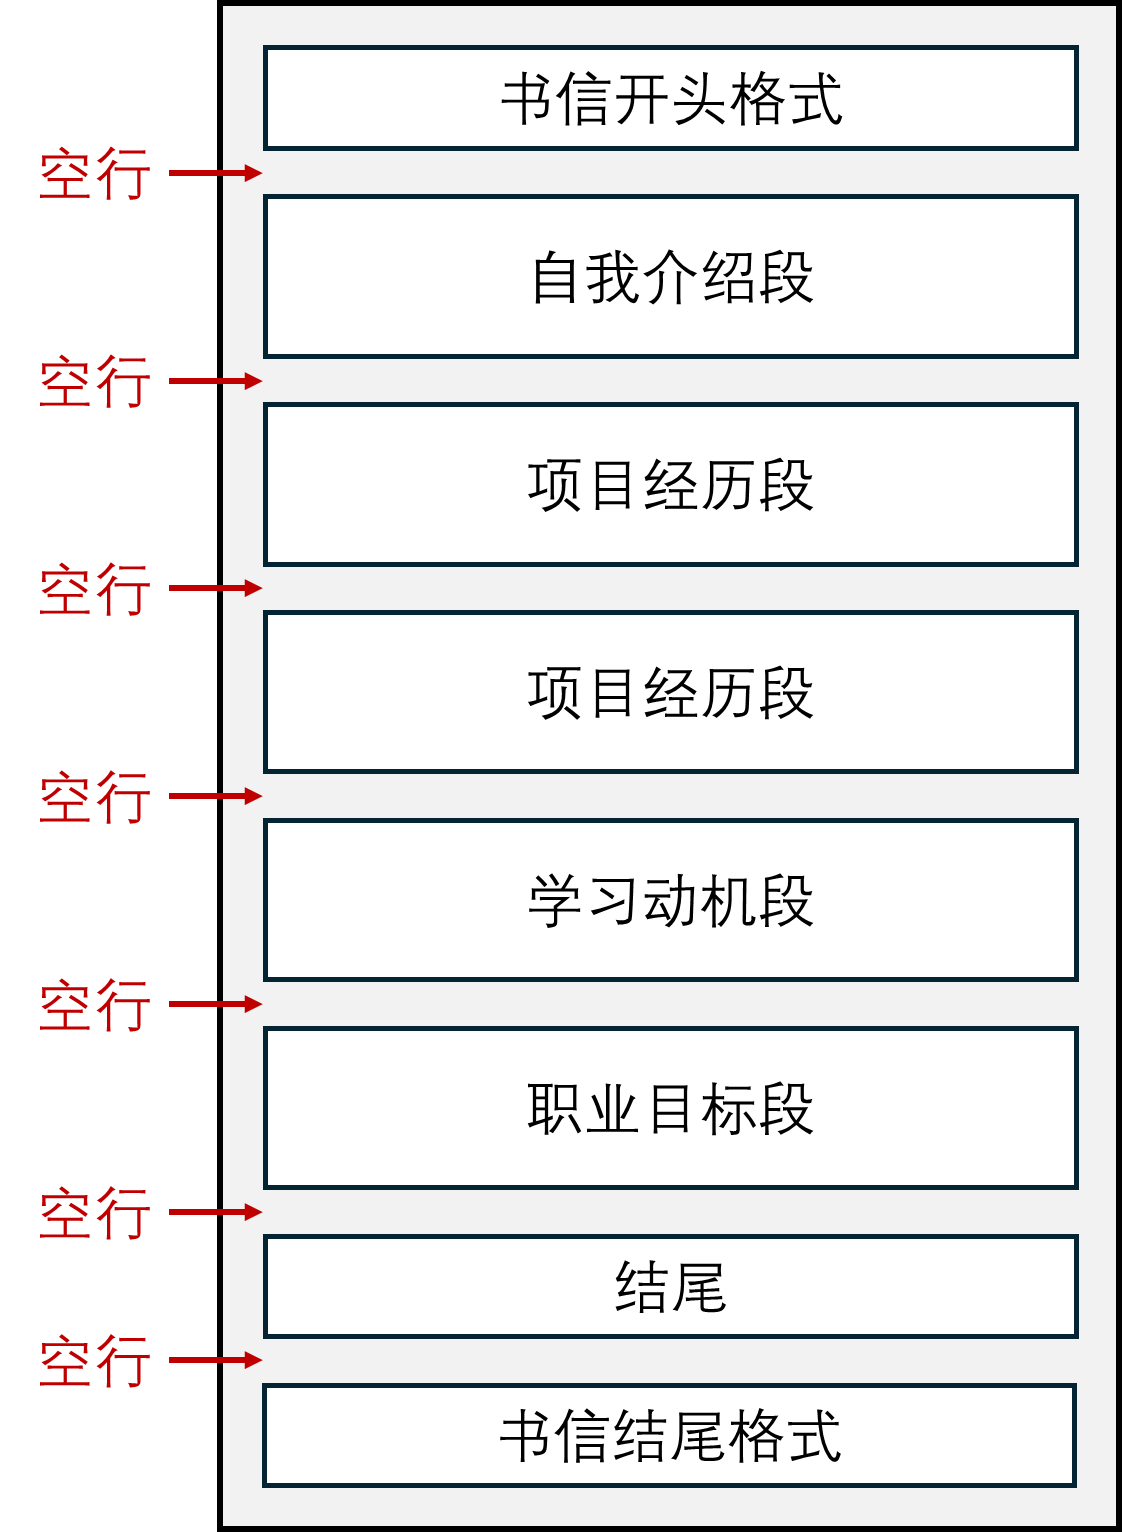 书信开头格式
空行
自我介绍段
空行
项目经历段
空行
项目经历段
空行
学习动机段
空行
职业目标段
空行
结尾
空行
书信结尾格式